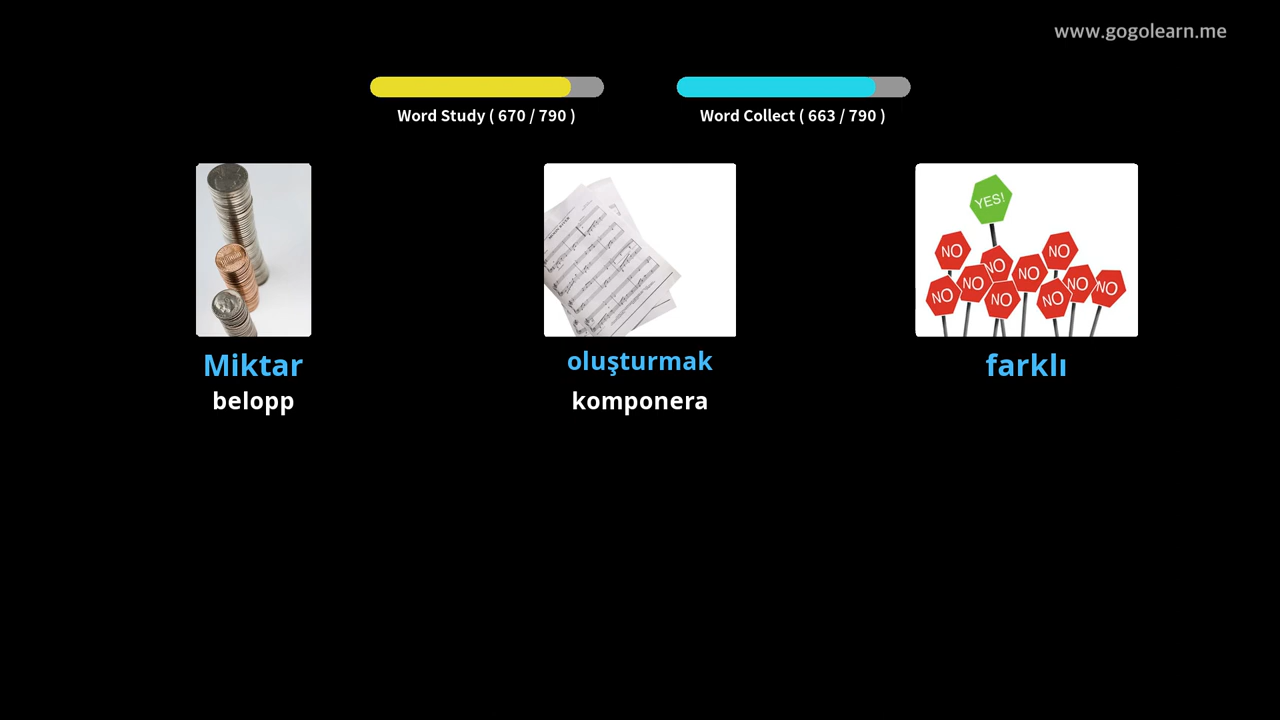 www.gogolearn.me
Word Study ( 670 / 790 )
Word Collect ( 663 / 790 )
YES!
NO
NO
NO
NO
NO
NO
NO
NO
NO
NO
Miktar
belopp
oluşturmak
komponera
farklı